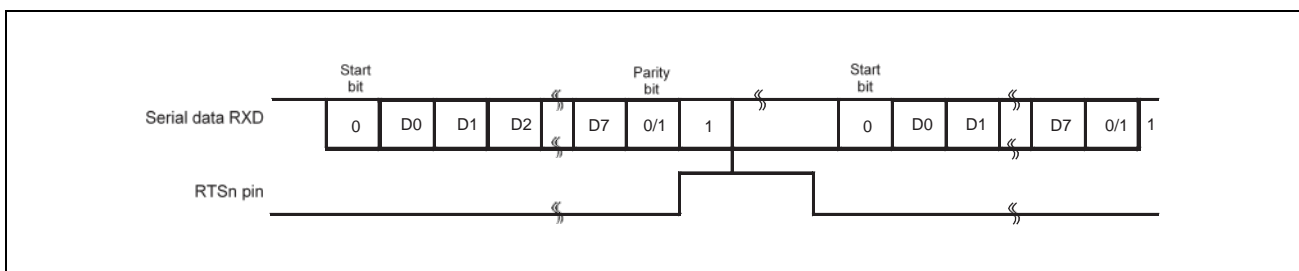 Start bit
Parity bit
Start bit
Serial data RXD 0 D0 D1 D2 D7 0/1 1 0 D0 D1 D7 0/1 1
RTSn pin